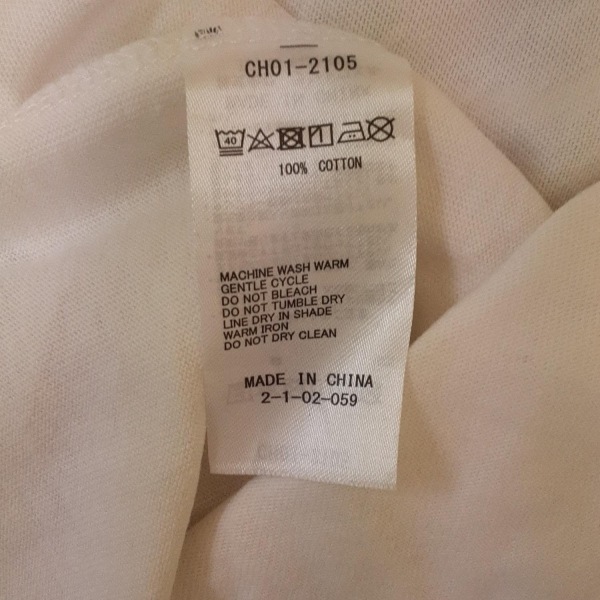 CH01-2105
40
100% COTTON
MACHINE WASH WARM
GENTLE CYCLE
DO NOT BLEACH
DO NOT TUMBLE DRY
LINE DRY IN SHADE
WARM IRON
DO NOT DRY CLEAN
MADE IN CHINA
2-1-02-059